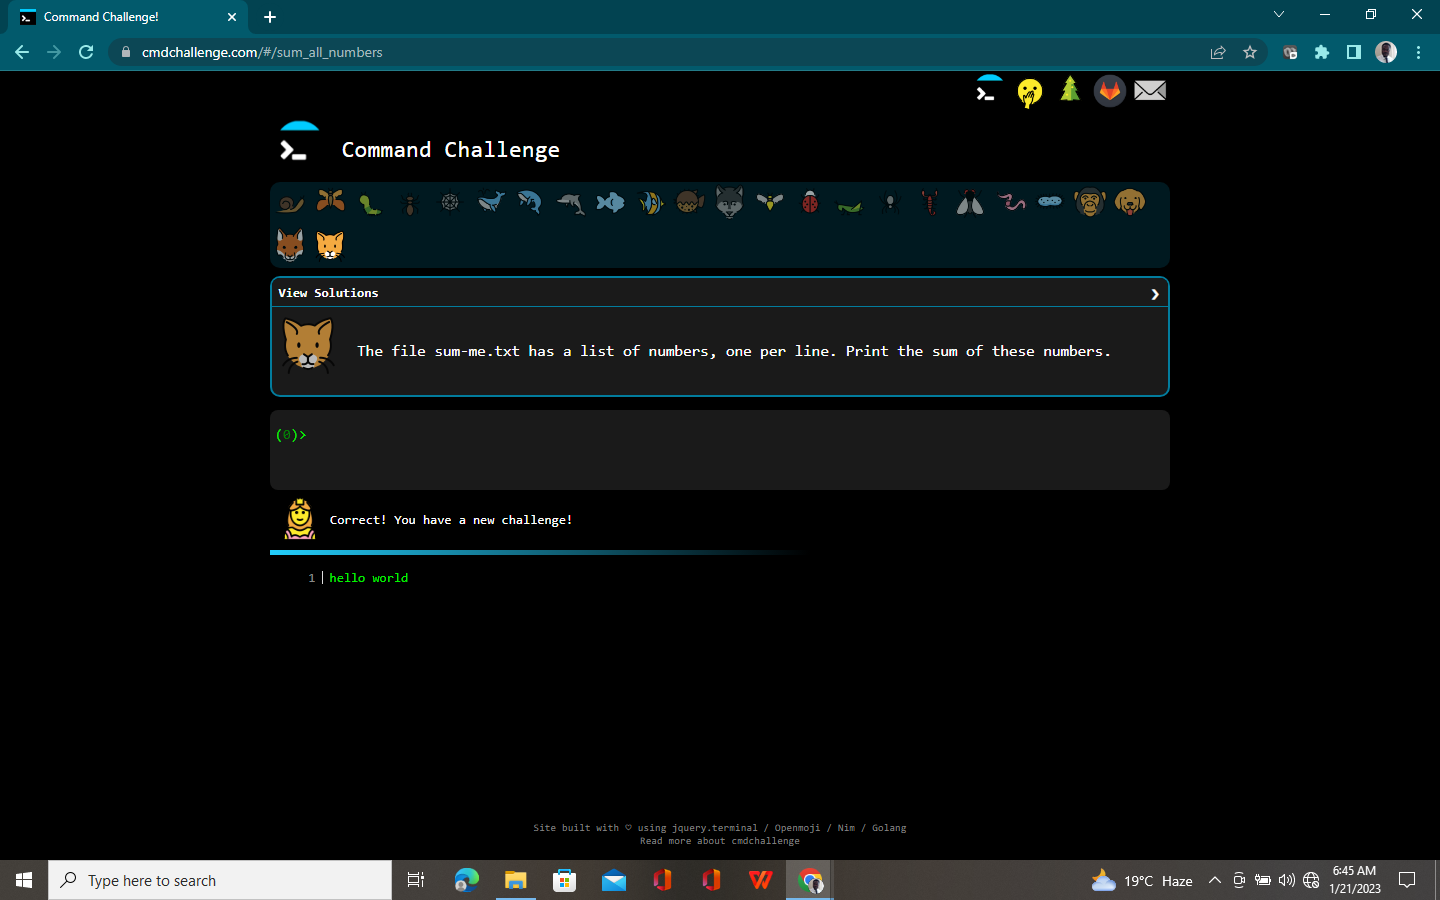 Command Challenge!
cmdchallenge.com/#/sum_all_numbers
Command Challenge
View Solutions
The file sum-me.txt has a list of numbers, one per line. Print the sum of these numbers.
(0)>
Correct! You have a new challenge!
1 hello world
Site built with ♡ using jquery.terminal / Openmoji / Nim / Golang
Read more about cmdchallenge
Type here to search
19°C Haze
6:45 AM
1/21/2023